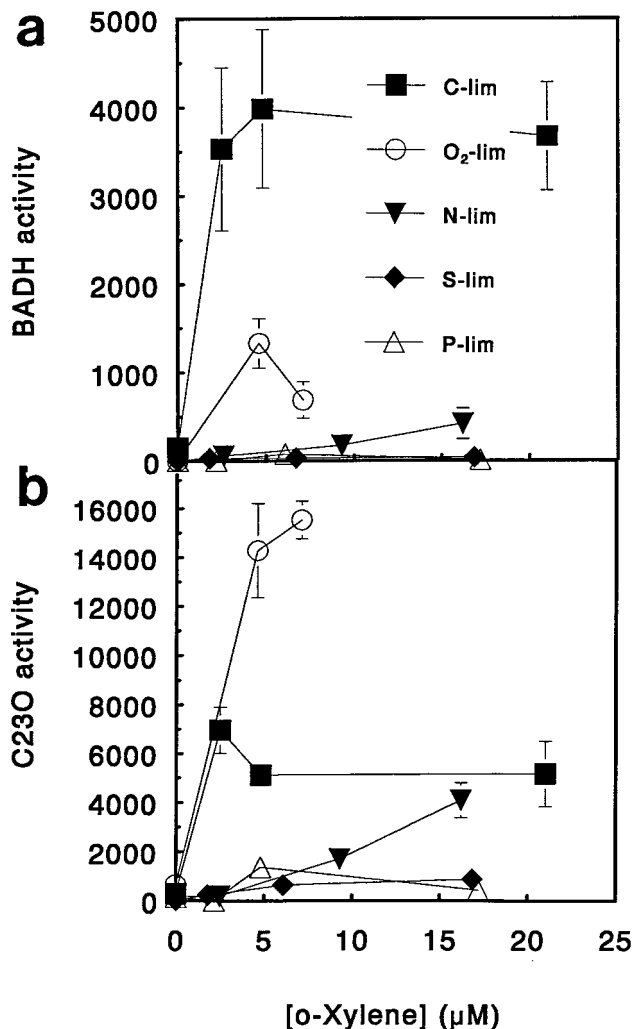 a
5000
4000
3000
2000
1000
0
BADH activity
C-lim
O₂-lim
N-lim
S-lim
P-lim
b
16000
14000
12000
10000
8000
6000
4000
2000
0
C23O activity
0 5 10 15 20 25
[o-Xylene] (µM)